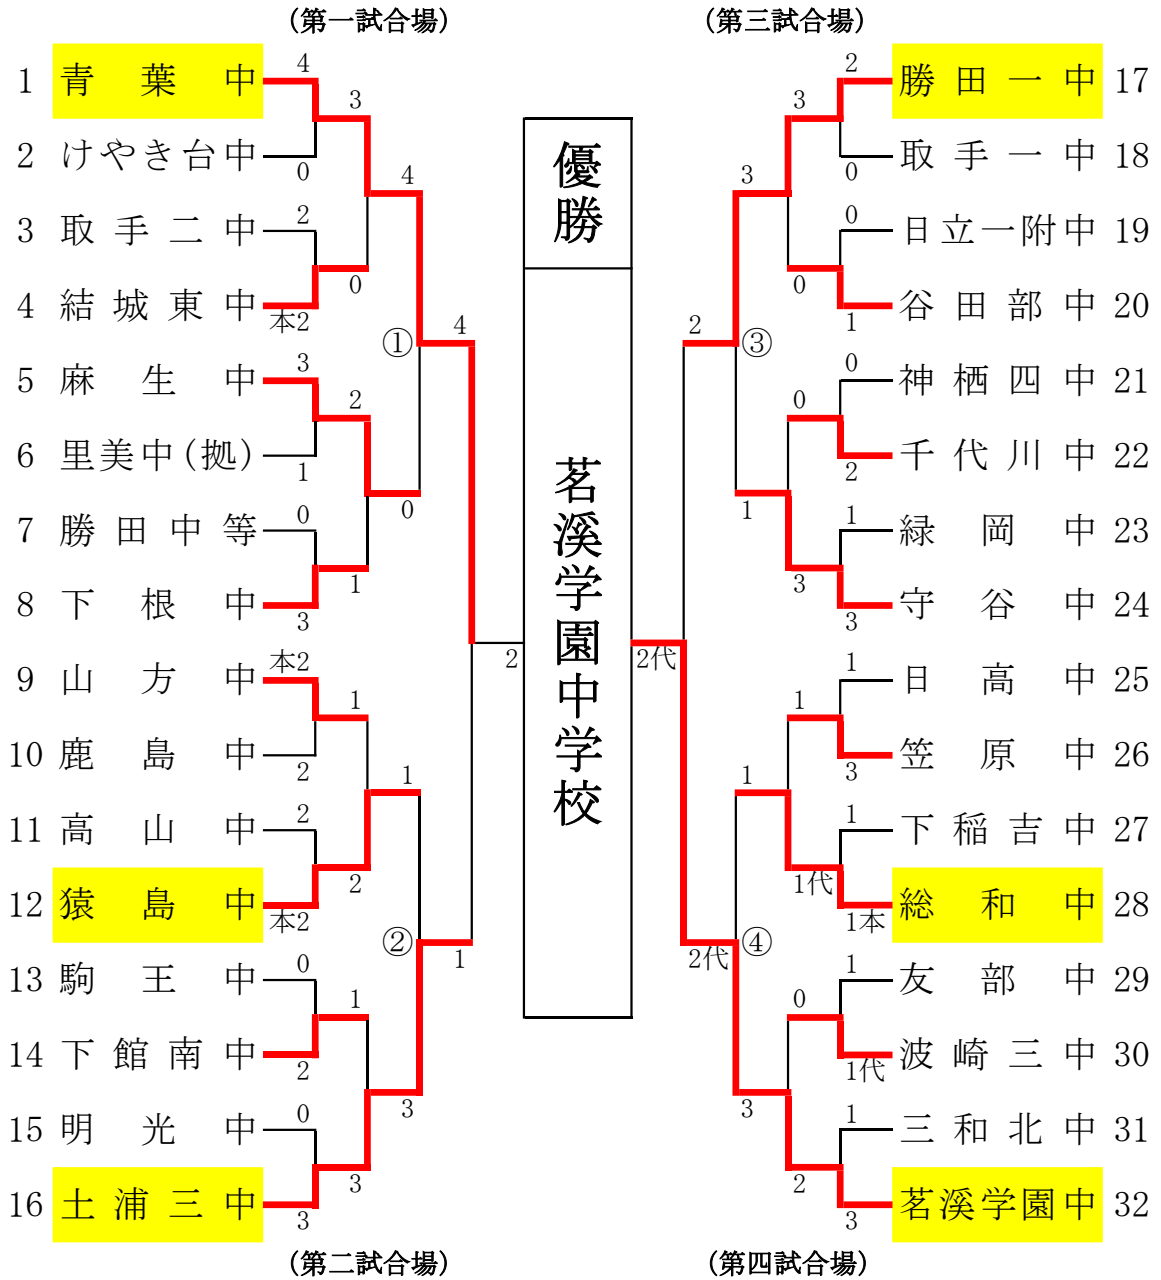 (第一試合場)
(第三試合場)
1 青葉中 4
2 けやき台中 0
3
3 取手二中 2
4 結城東中 本2
0
4
5 麻生中 3
6 里美中(拠) 1
2
7 勝田中等 0
8 下根中 3
1
0
①
4
9 山方中 本2
10 鹿島中 2
1
11 高山中 2
12 猿島中 本2
2
1
13 駒王中 0
14 下館南中 2
1
15 明光中 0
16 土浦三中 3
3
3
②
1
2
優勝
茗溪学園中学校
2代
2 勝田一中 17
0 取手一中 18
3
0 日立一附中 19
1 谷田部中 20
0
3
0 神栖四中 21
2 千代川中 22
0
1 緑岡中 23
3 守谷中 24
3
1
③
2
1 日高中 25
3 笠原中 26
1
1 下稲吉中 27
1本 総和中 28
1代
1
1 友部中 29
1代 波崎三中 30
0
1 三和北中 31
3 茗溪学園中 32
2
3
④
2代
(第二試合場)
(第四試合場)